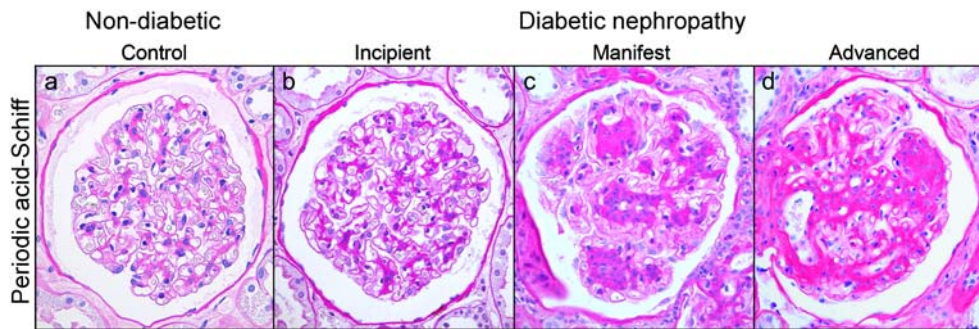 Non-diabetic
Diabetic nephropathy
Control
Incipient
Manifest
Advanced
Periodic acid-Schiff
a
b
c
d